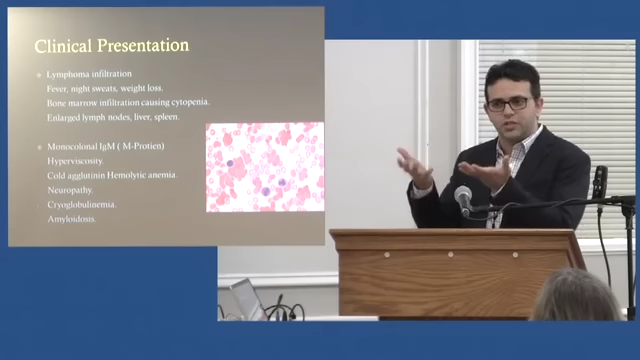 Clinical Presentation
Lymphoma infiltration
Fever, night sweats, weight loss.
Bone marrow infiltration causing cytopenia.
Enlarged lymph nodes, liver, spleen.
Monocolonal IgM ( M-Protien)
Hyperviscosity.
Cold agglutinin Hemolytic anemia.
Neuropathy.
Cryoglobulinemia.
Amyloidosis.